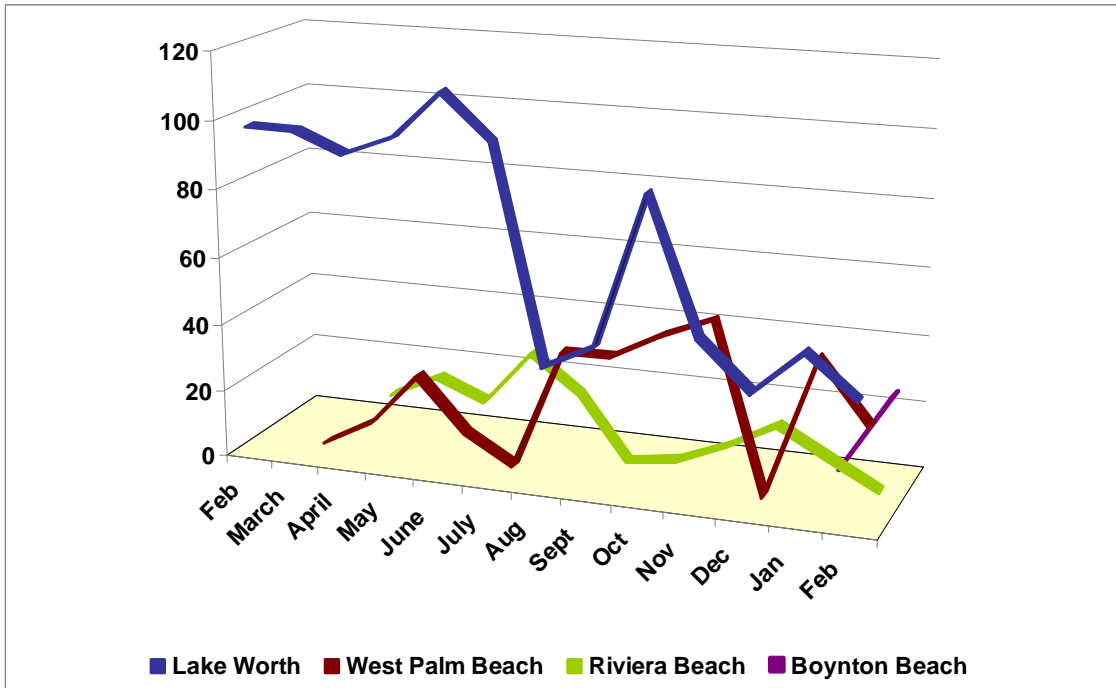 120
100
80
60
40
20
0
Feb
March
April
May
June
July
Aug
Sept
Oct
Nov
Dec
Jan
Feb
Lake Worth West Palm Beach Riviera Beach Boynton Beach